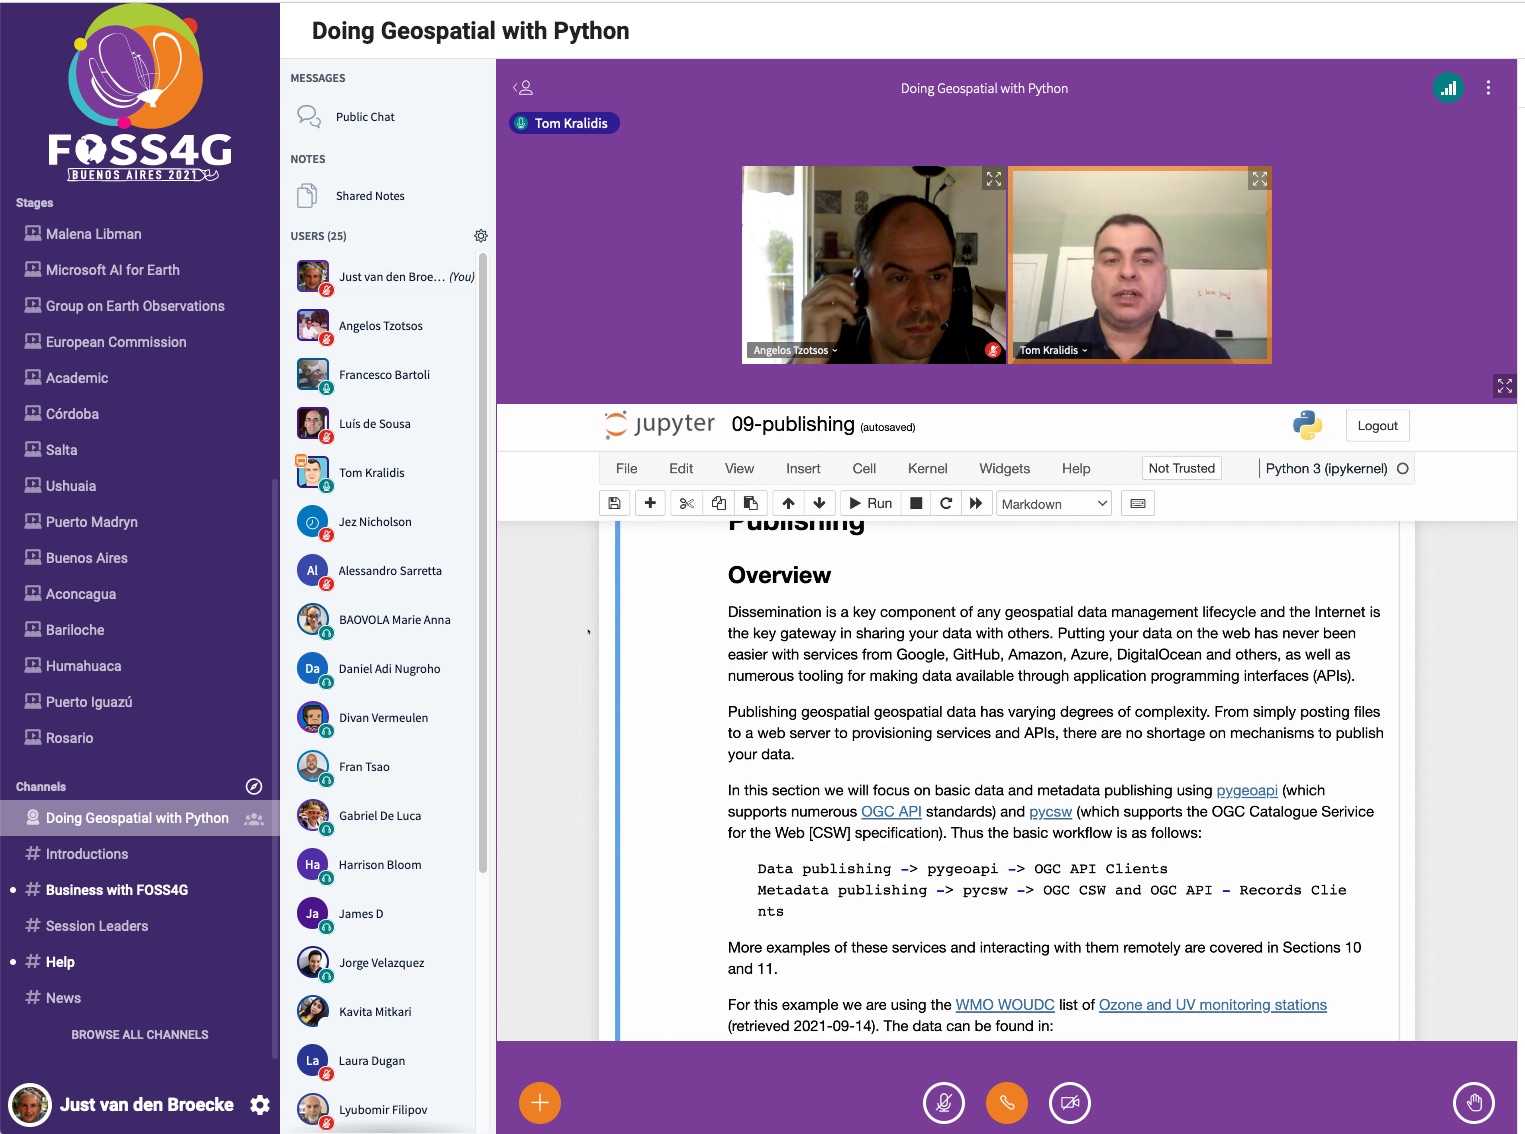 FOSS4G
BUENOS AIRES 2021
Stages
Malena Libman
Microsoft AI for Earth
Group on Earth Observations
European Commission
Academic
Córdoba
Salta
Ushuaia
Puerto Madryn
Buenos Aires
Aconcagua
Bariloche
Humahuaca
Puerto Iguazú
Rosario
Channels
Doing Geospatial with Python
# Introductions
• # Business with FOSS4G
# Session Leaders
• # Help
# News
BROWSE ALL CHANNELS
Just van den Broecke
Doing Geospatial with Python
MESSAGES
Public Chat
NOTES
Shared Notes
USERS (25)
Just van den Broe... (You)
Angelos Tzotsos
Francesco Bartoli
Luís de Sousa
Tom Kralidis
Jez Nicholson
Al Alessandro Sarretta
BAOVOLA Marie Anna
Da Daniel Adi Nugroho
Divan Vermeulen
Fran Tsao
Gabriel De Luca
Ha Harrison Bloom
Ja James D
Jorge Velazquez
Kavita Mitkari
La Laura Dugan
Lyubomir Filipov
Doing Geospatial with Python
Tom Kralidis
I love you!
Angelos Tzotsos
Tom Kralidis
jupyter 09-publishing (autosaved)
Logout
File Edit View Insert Cell Kernel Widgets Help Not Trusted Python 3 (ipykernel)
Run Markdown
Publishing
Overview
Dissemination is a key component of any geospatial data management lifecycle and the Internet is
the key gateway in sharing your data with others. Putting your data on the web has never been
easier with services from Google, GitHub, Amazon, Azure, DigitalOcean and others, as well as
numerous tooling for making data available through application programming interfaces (APIs).
Publishing geospatial geospatial data has varying degrees of complexity. From simply posting files
to a web server to provisioning services and APIs, there are no shortage on mechanisms to publish
your data.
In this section we will focus on basic data and metadata publishing using pygeoapi (which
supports numerous OGC API standards) and pycsw (which supports the OGC Catalogue Serivice
for the Web [CSW] specification). Thus the basic workflow is as follows:
Data publishing -> pygeoapi -> OGC API Clients
Metadata publishing -> pycsw -> OGC CSW and OGC API - Records Clie
nts
More examples of these services and interacting with them remotely are covered in Sections 10
and 11.
For this example we are using the WMO WOUDC list of Ozone and UV monitoring stations
(retrieved 2021-09-14). The data can be found in: